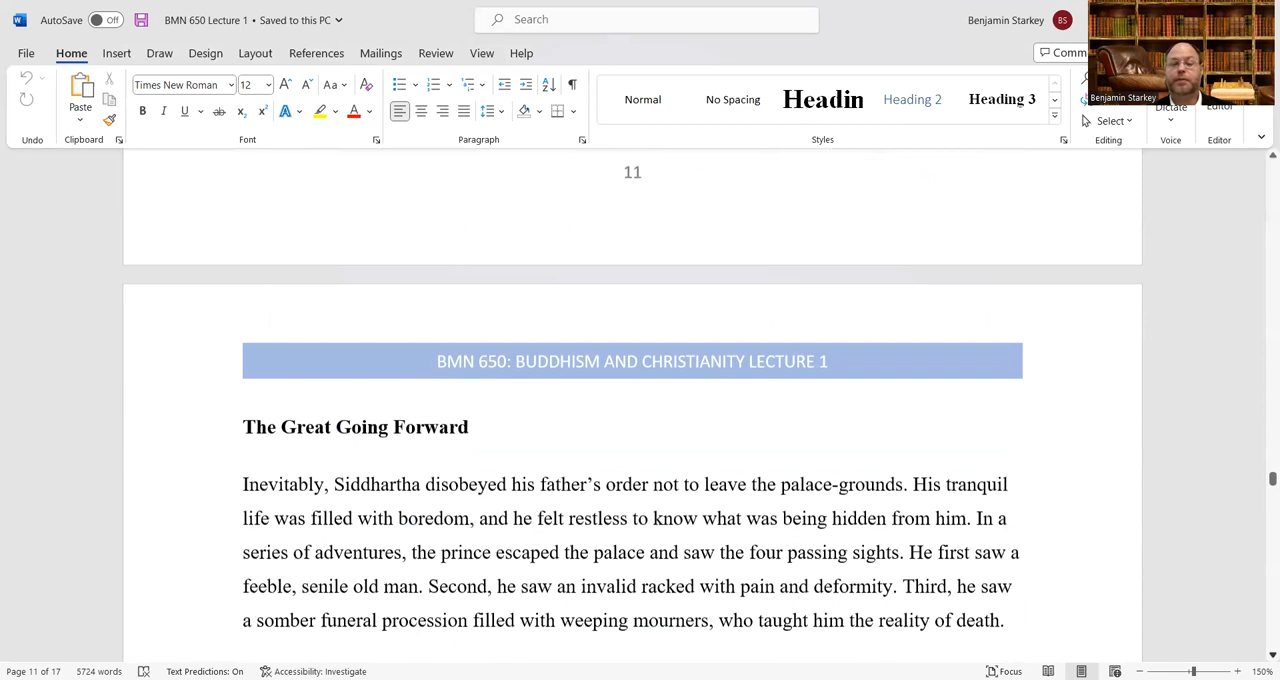 AutoSave Off BMN 650 Lecture 1 • Saved to this PC Search Benjamin Starkey BS
File Home Insert Draw Design Layout References Mailings Review View Help Comm
Times New Roman 12 Aa
Paste
B I U ab x₂ x² A A
Normal No Spacing Headin Heading 2 Heading 3
Benjamin Starkey
Select Dictate Editor
Undo Clipboard Font Paragraph Styles Editing Voice Editor
11
BMN 650: BUDDHISM AND CHRISTIANITY LECTURE 1
The Great Going Forward
Inevitably, Siddhartha disobeyed his father’s order not to leave the palace-grounds. His tranquil
life was filled with boredom, and he felt restless to know what was being hidden from him. In a
series of adventures, the prince escaped the palace and saw the four passing sights. He first saw a
feeble, senile old man. Second, he saw an invalid racked with pain and deformity. Third, he saw
a somber funeral procession filled with weeping mourners, who taught him the reality of death.
Page 11 of 17 5724 words Text Predictions: On Accessibility: Investigate Focus 150%